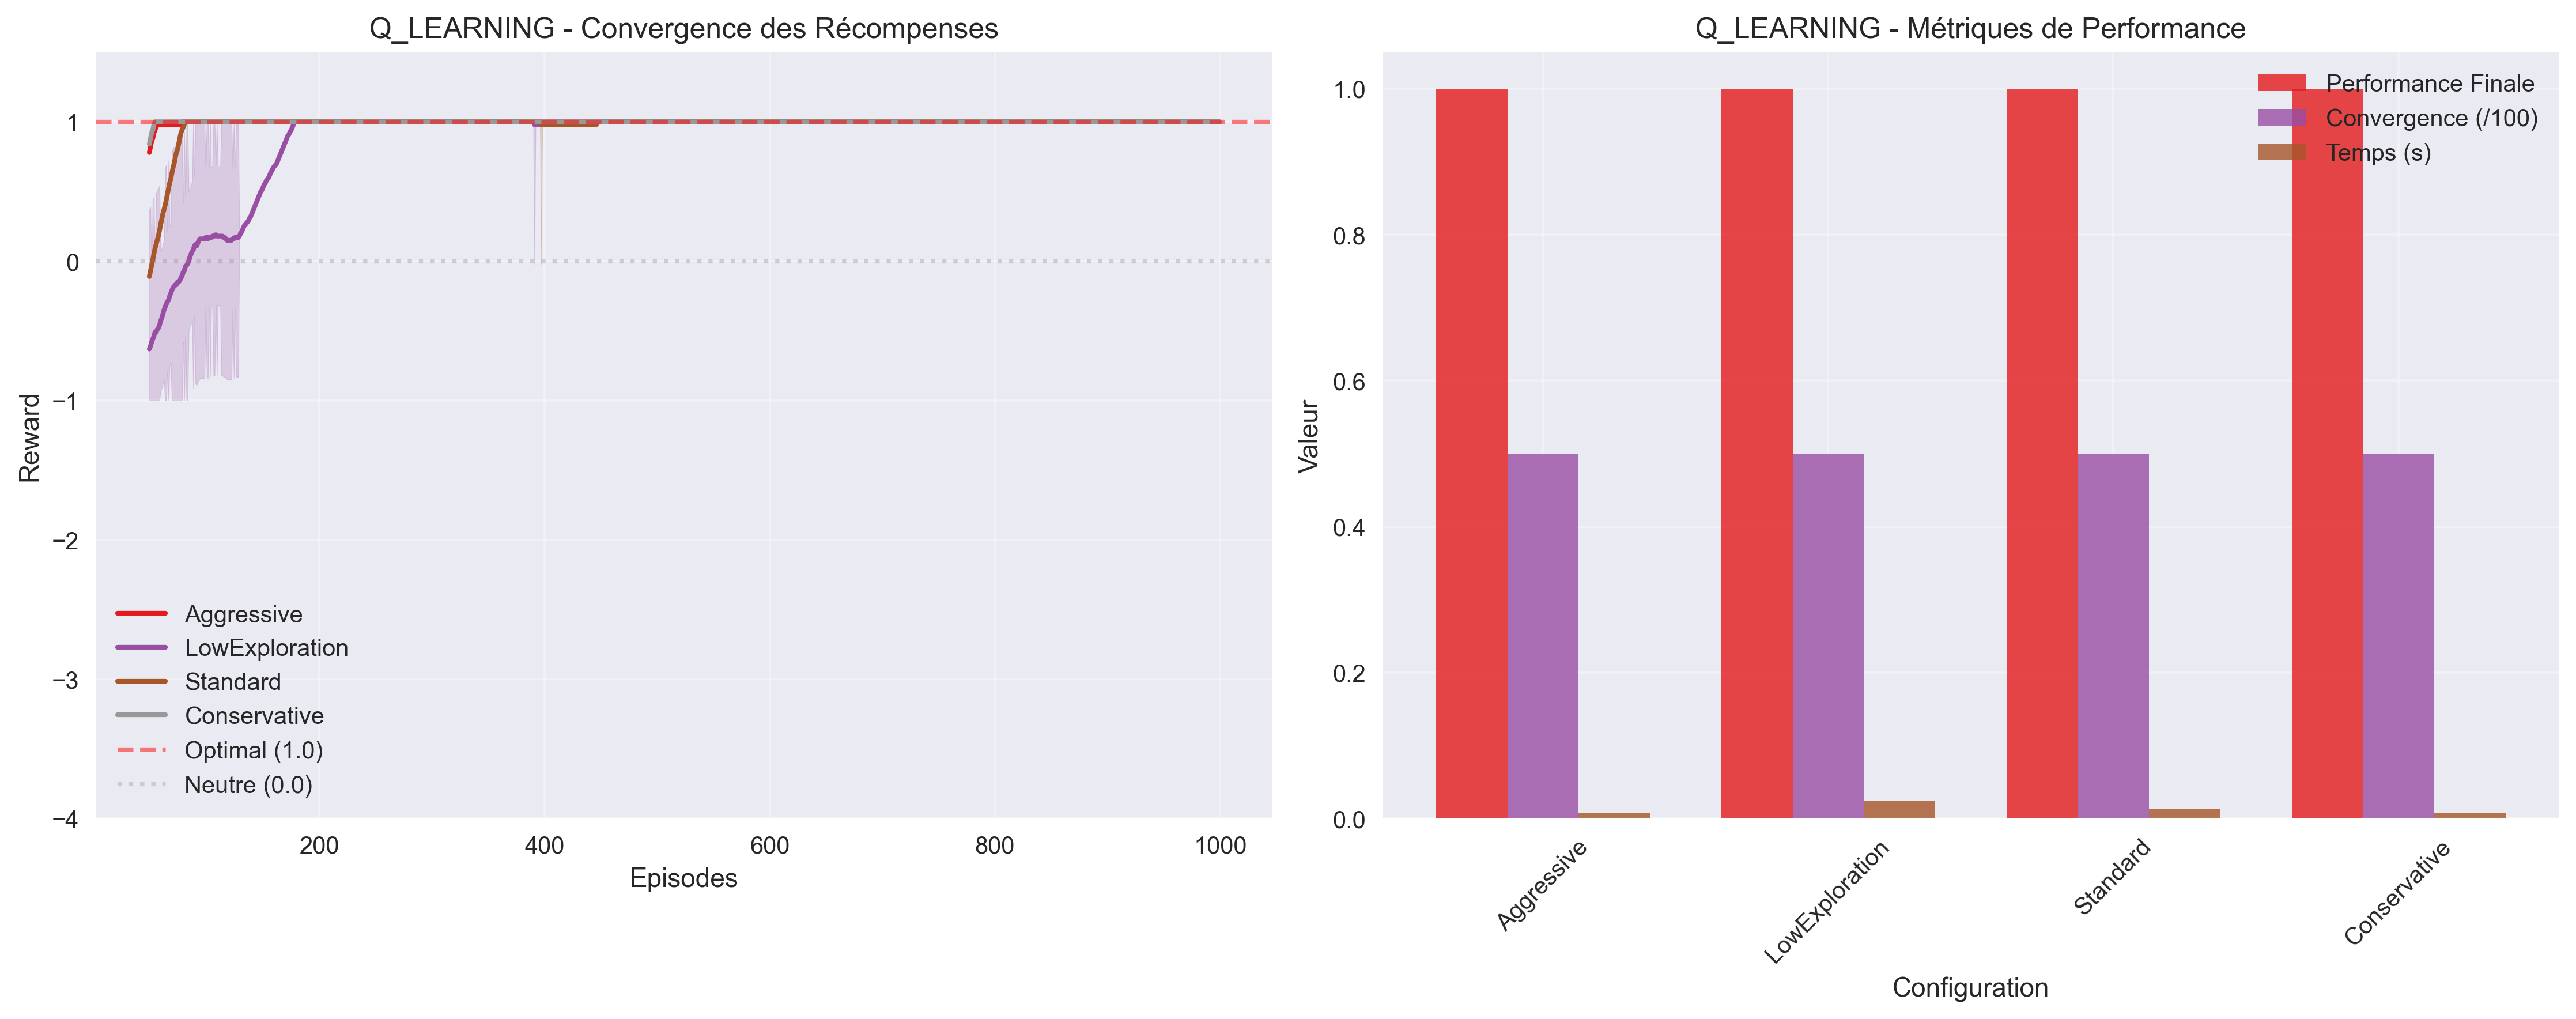 Q_LEARNING - Convergence des Récompenses
Reward
1
0
−1
−2
−3
−4
Aggressive
LowExploration
Standard
Conservative
Optimal (1.0)
Neutre (0.0)
200
400
600
800
1000
Episodes
Q_LEARNING - Métriques de Performance
Valeur
1.0
0.8
0.6
0.4
0.2
0.0
Performance Finale
Convergence (/100)
Temps (s)
Aggressive
LowExploration
Standard
Conservative
Configuration